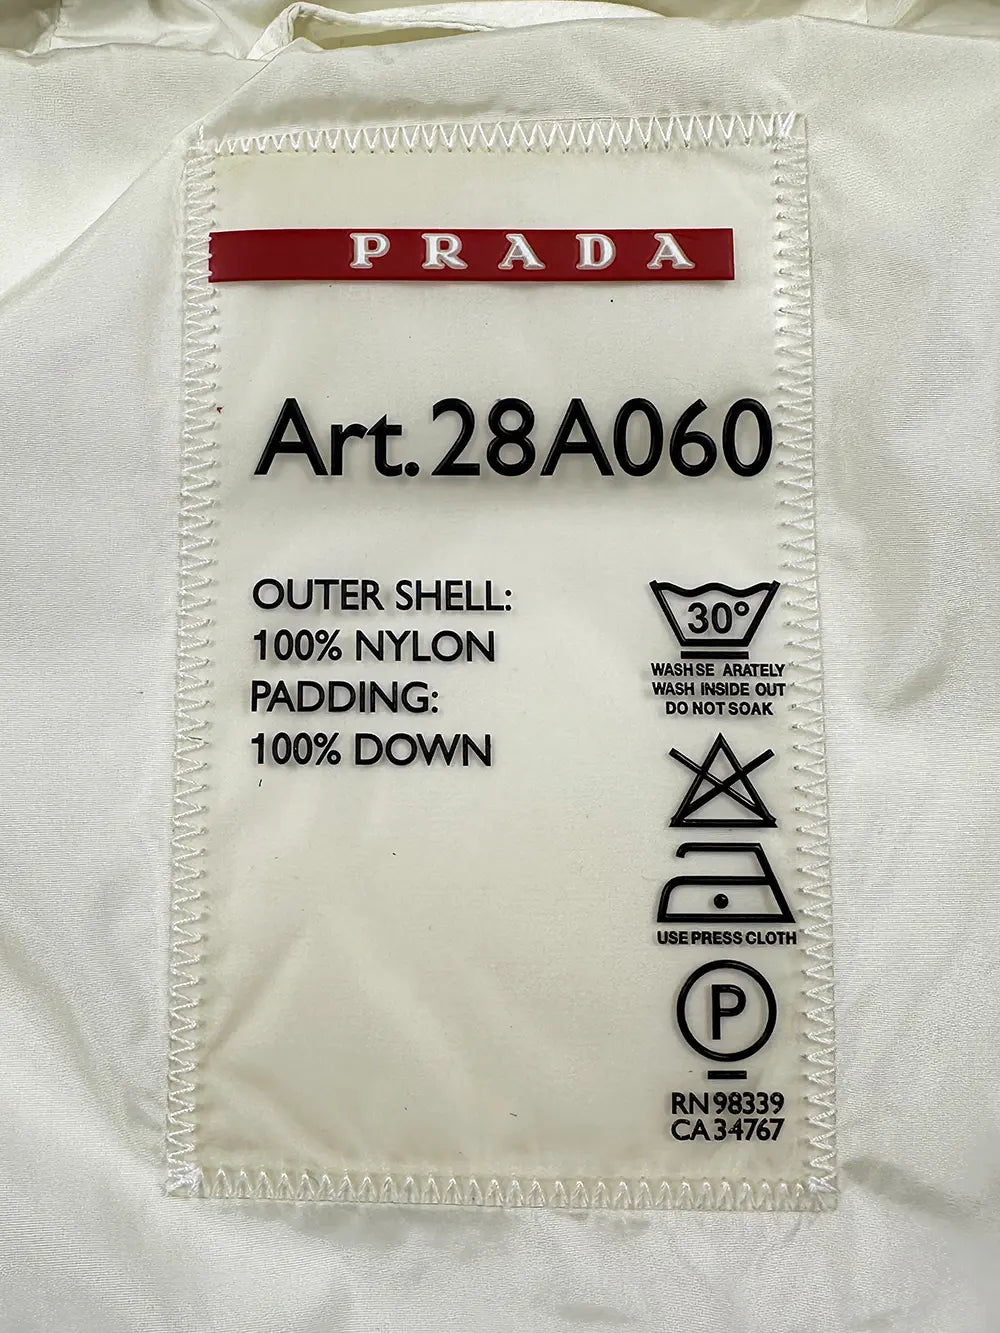 PRADA
Art.28A060
OUTER SHELL:
100% NYLON
PADDING:
100% DOWN
30°
WASH SE ARATELY
WASH INSIDE OUT
DO NOT SOAK
USE PRESS CLOTH
P
RN 98339
CA 34767